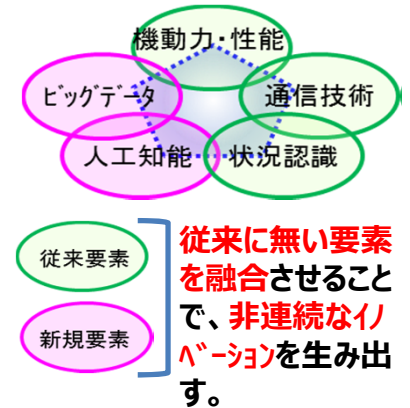 機動力・性能
ﾋﾞｯｸﾞﾃﾞｰﾀ
通信技術
人工知能
状況認識
従来要素
新規要素
従来に無い要素
を融合させること
で、非連続なｲﾉ
ﾍﾞｰｼｮﾝを生み出
す。